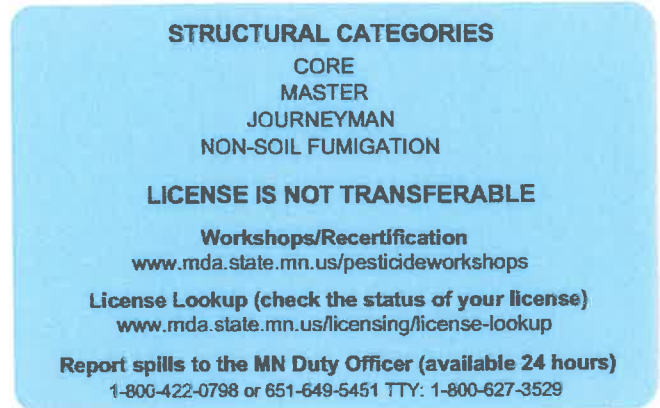 STRUCTURAL CATEGORIES
CORE
MASTER
JOURNEYMAN
NON-SOIL FUMIGATION
LICENSE IS NOT TRANSFERABLE
Workshops/Recertification
www.mda.state.mn.us/pesticideworkshops
License Lookup (check the status of your license)
www.mda.state.mn.us/licensing/license-lookup
Report spills to the MN Duty Officer (available 24 hours)
1-800-422-0798 or 651-649-5451 TTY: 1-800-627-3529